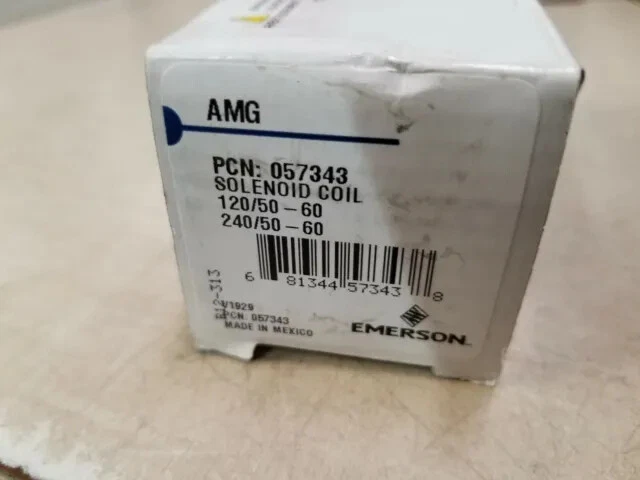 AMG
PCN: 057343
SOLENOID COIL
120/50-60
240/50-60
6 81344 57343 8
V1929
PCN: 057343
MADE IN MEXICO
EMERSON